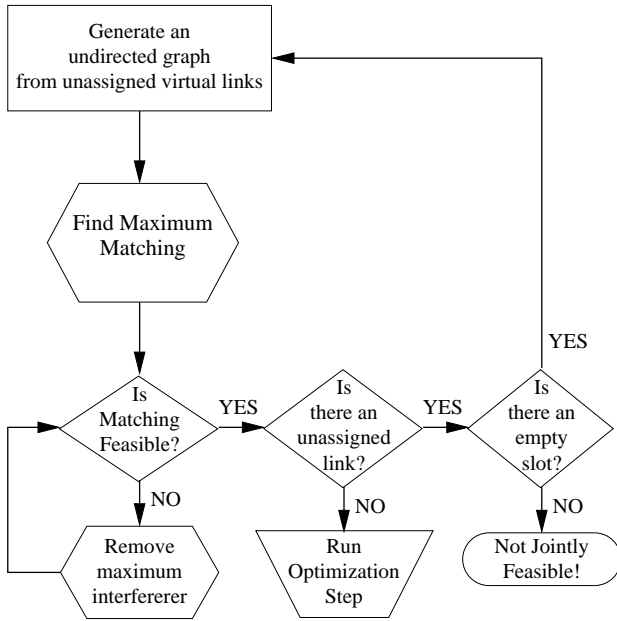 Generate an
undirected graph
from unassigned virtual links
Find Maximum
Matching
YES
Is
Matching
Feasible?
YES
Is
there an
unassigned
link?
YES
Is
there an
empty
slot?
NO
NO
NO
Remove
maximum
interfererer
Run
Optimization
Step
Not Jointly
Feasible!